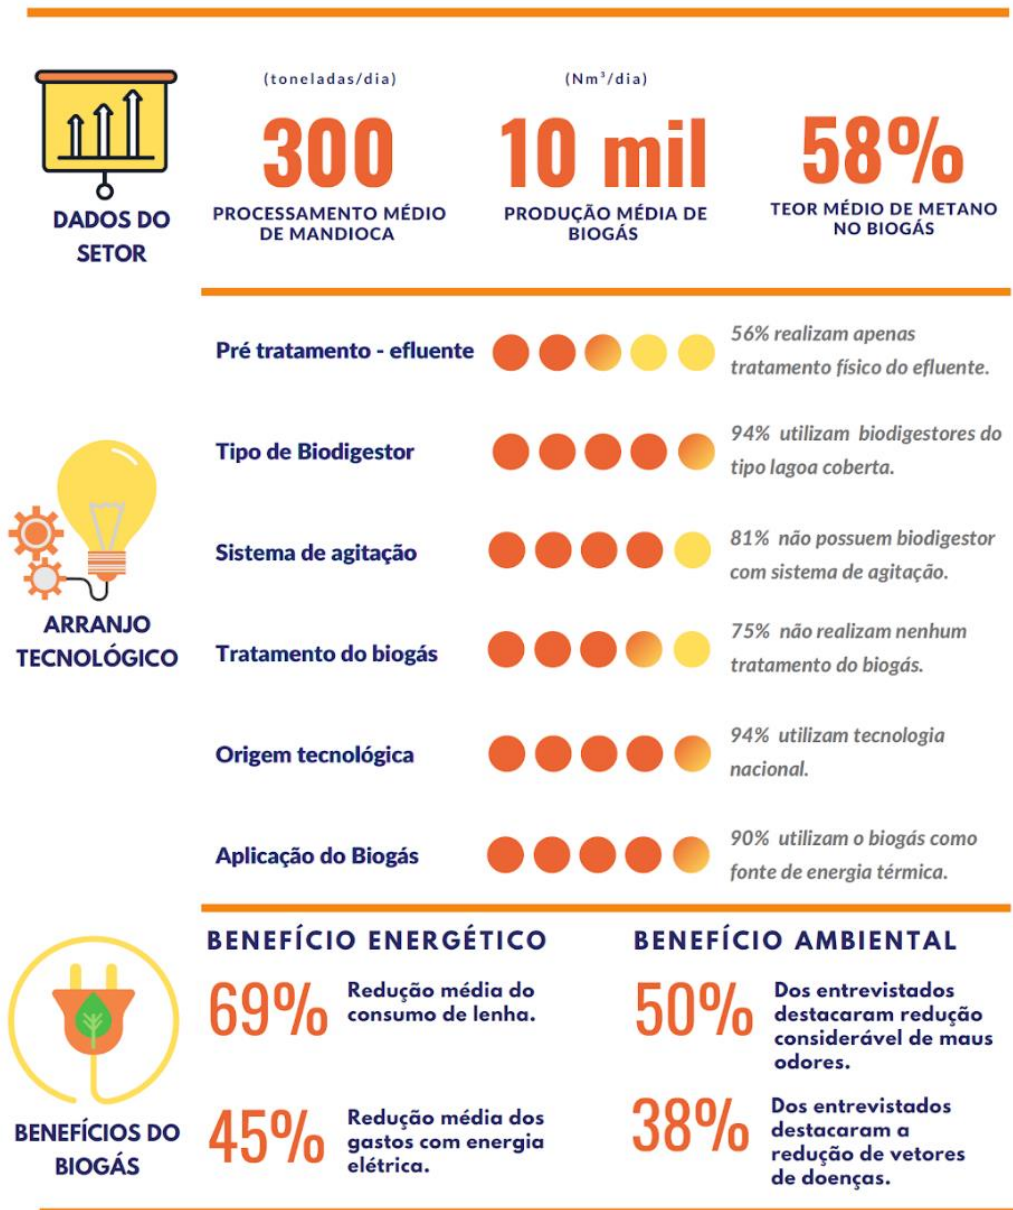 (toneladas/dia)
300
PROCESSAMENTO MÉDIO
DE MANDIOCA
(Nm³/dia)
10 mil
PRODUÇÃO MÉDIA DE
BIOGÁS
58%
TEOR MÉDIO DE METANO
NO BIOGÁS
DADOS DO
SETOR
Pré tratamento - efluente
56% realizam apenas
tratamento físico do efluente.
Tipo de Biodigestor
94% utilizam biodigestores do
tipo lagoa coberta.
Sistema de agitação
81% não possuem biodigestor
com sistema de agitação.
ARRANJO
TECNOLÓGICO
Tratamento do biogás
75% não realizam nenhum
tratamento do biogás.
Origem tecnológica
94% utilizam tecnologia
nacional.
Aplicação do Biogás
90% utilizam o biogás como
fonte de energia térmica.
BENEFÍCIO ENERGÉTICO
69%
Redução média do
consumo de lenha.
45%
Redução média dos
gastos com energia
elétrica.
BENEFÍCIO AMBIENTAL
50%
Dos entrevistados
destacaram redução
considerável de maus
odores.
38%
Dos entrevistados
destacaram a
redução de vetores
de doenças.
BENEFÍCIOS DO
BIOGÁS